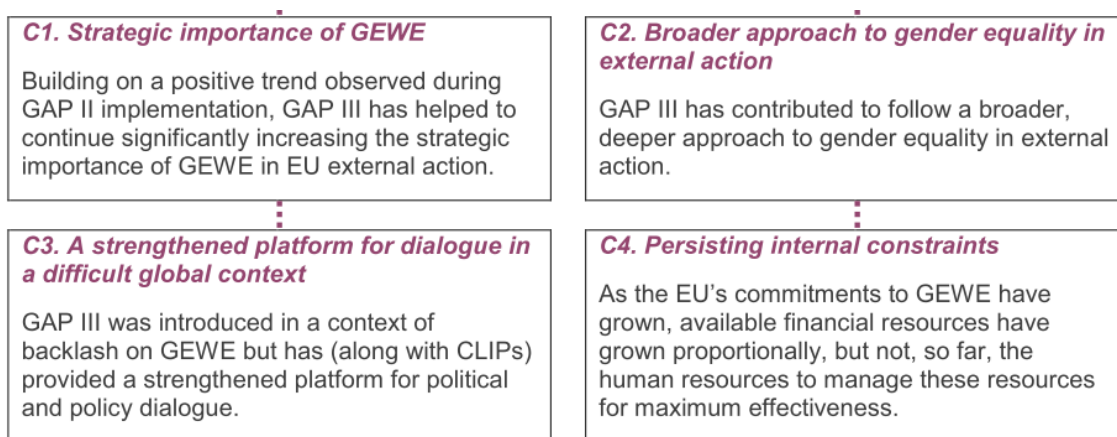 C1. Strategic importance of GEWE
Building on a positive trend observed during
GAP II implementation, GAP III has helped to
continue significantly increasing the strategic
importance of GEWE in EU external action.
C2. Broader approach to gender equality in
external action
GAP III has contributed to follow a broader,
deeper approach to gender equality in external
action.
C3. A strengthened platform for dialogue in
a difficult global context
GAP III was introduced in a context of
backlash on GEWE but has (along with CLIPs)
provided a strengthened platform for political
and policy dialogue.
C4. Persisting internal constraints
As the EU’s commitments to GEWE have
grown, available financial resources have
grown proportionally, but not, so far, the
human resources to manage these resources
for maximum effectiveness.